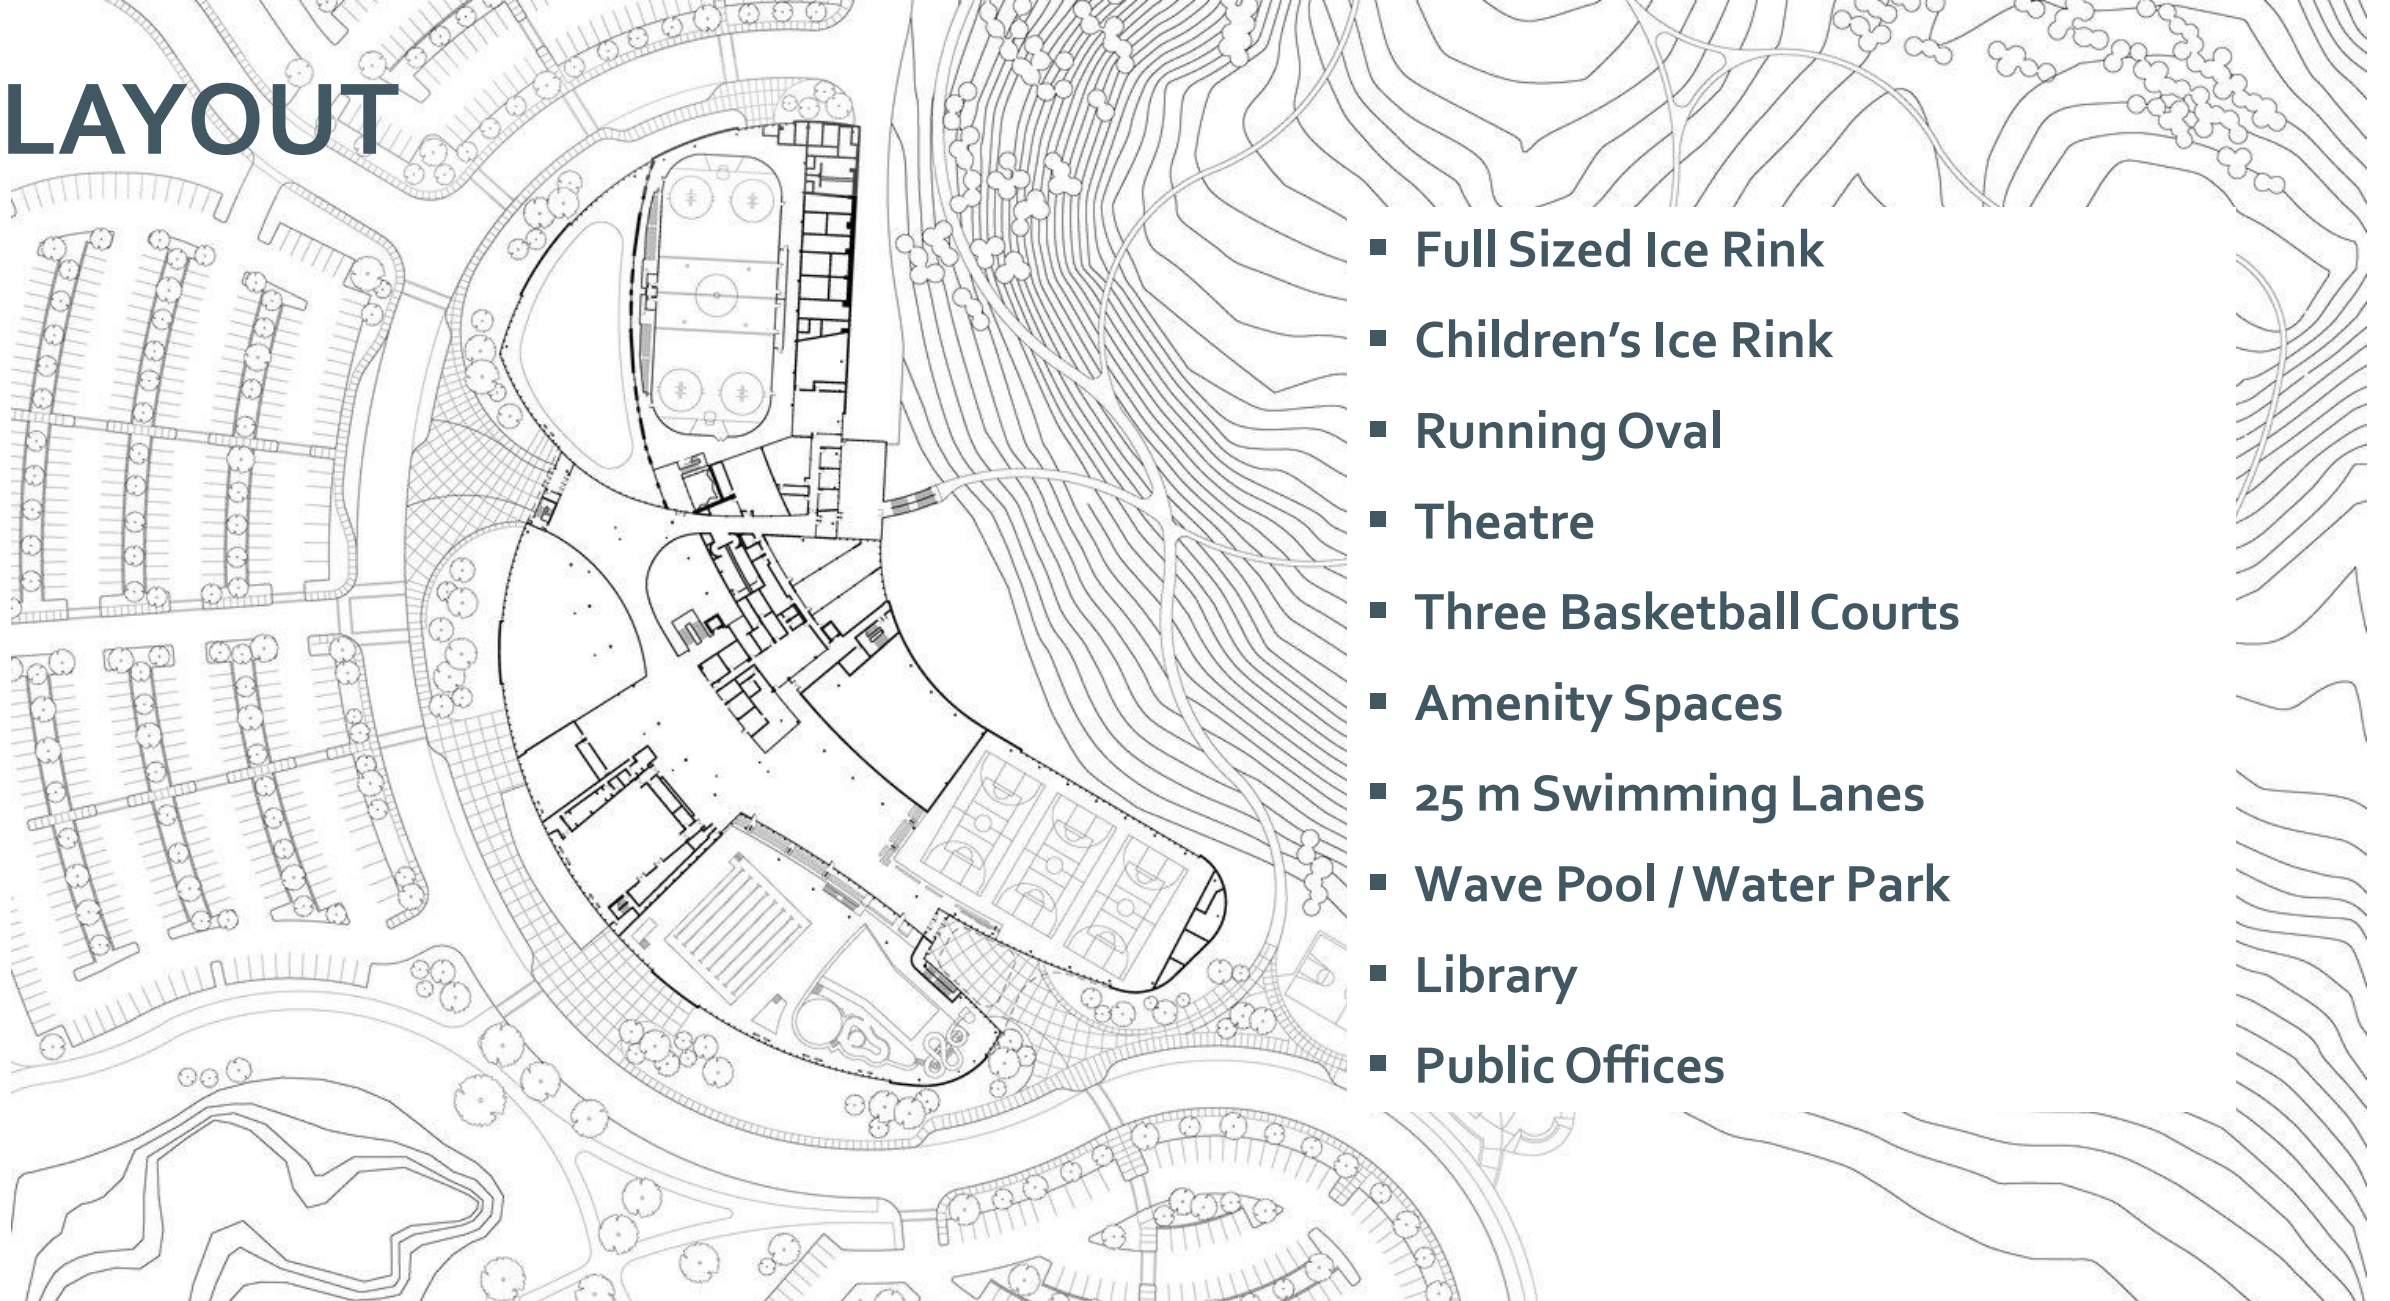 LAYOUT
▪ Full Sized Ice Rink
▪ Children’s Ice Rink
▪ Running Oval
▪ Theatre
▪ Three Basketball Courts
▪ Amenity Spaces
▪ 25 m Swimming Lanes
▪ Wave Pool / Water Park
▪ Library
▪ Public Offices